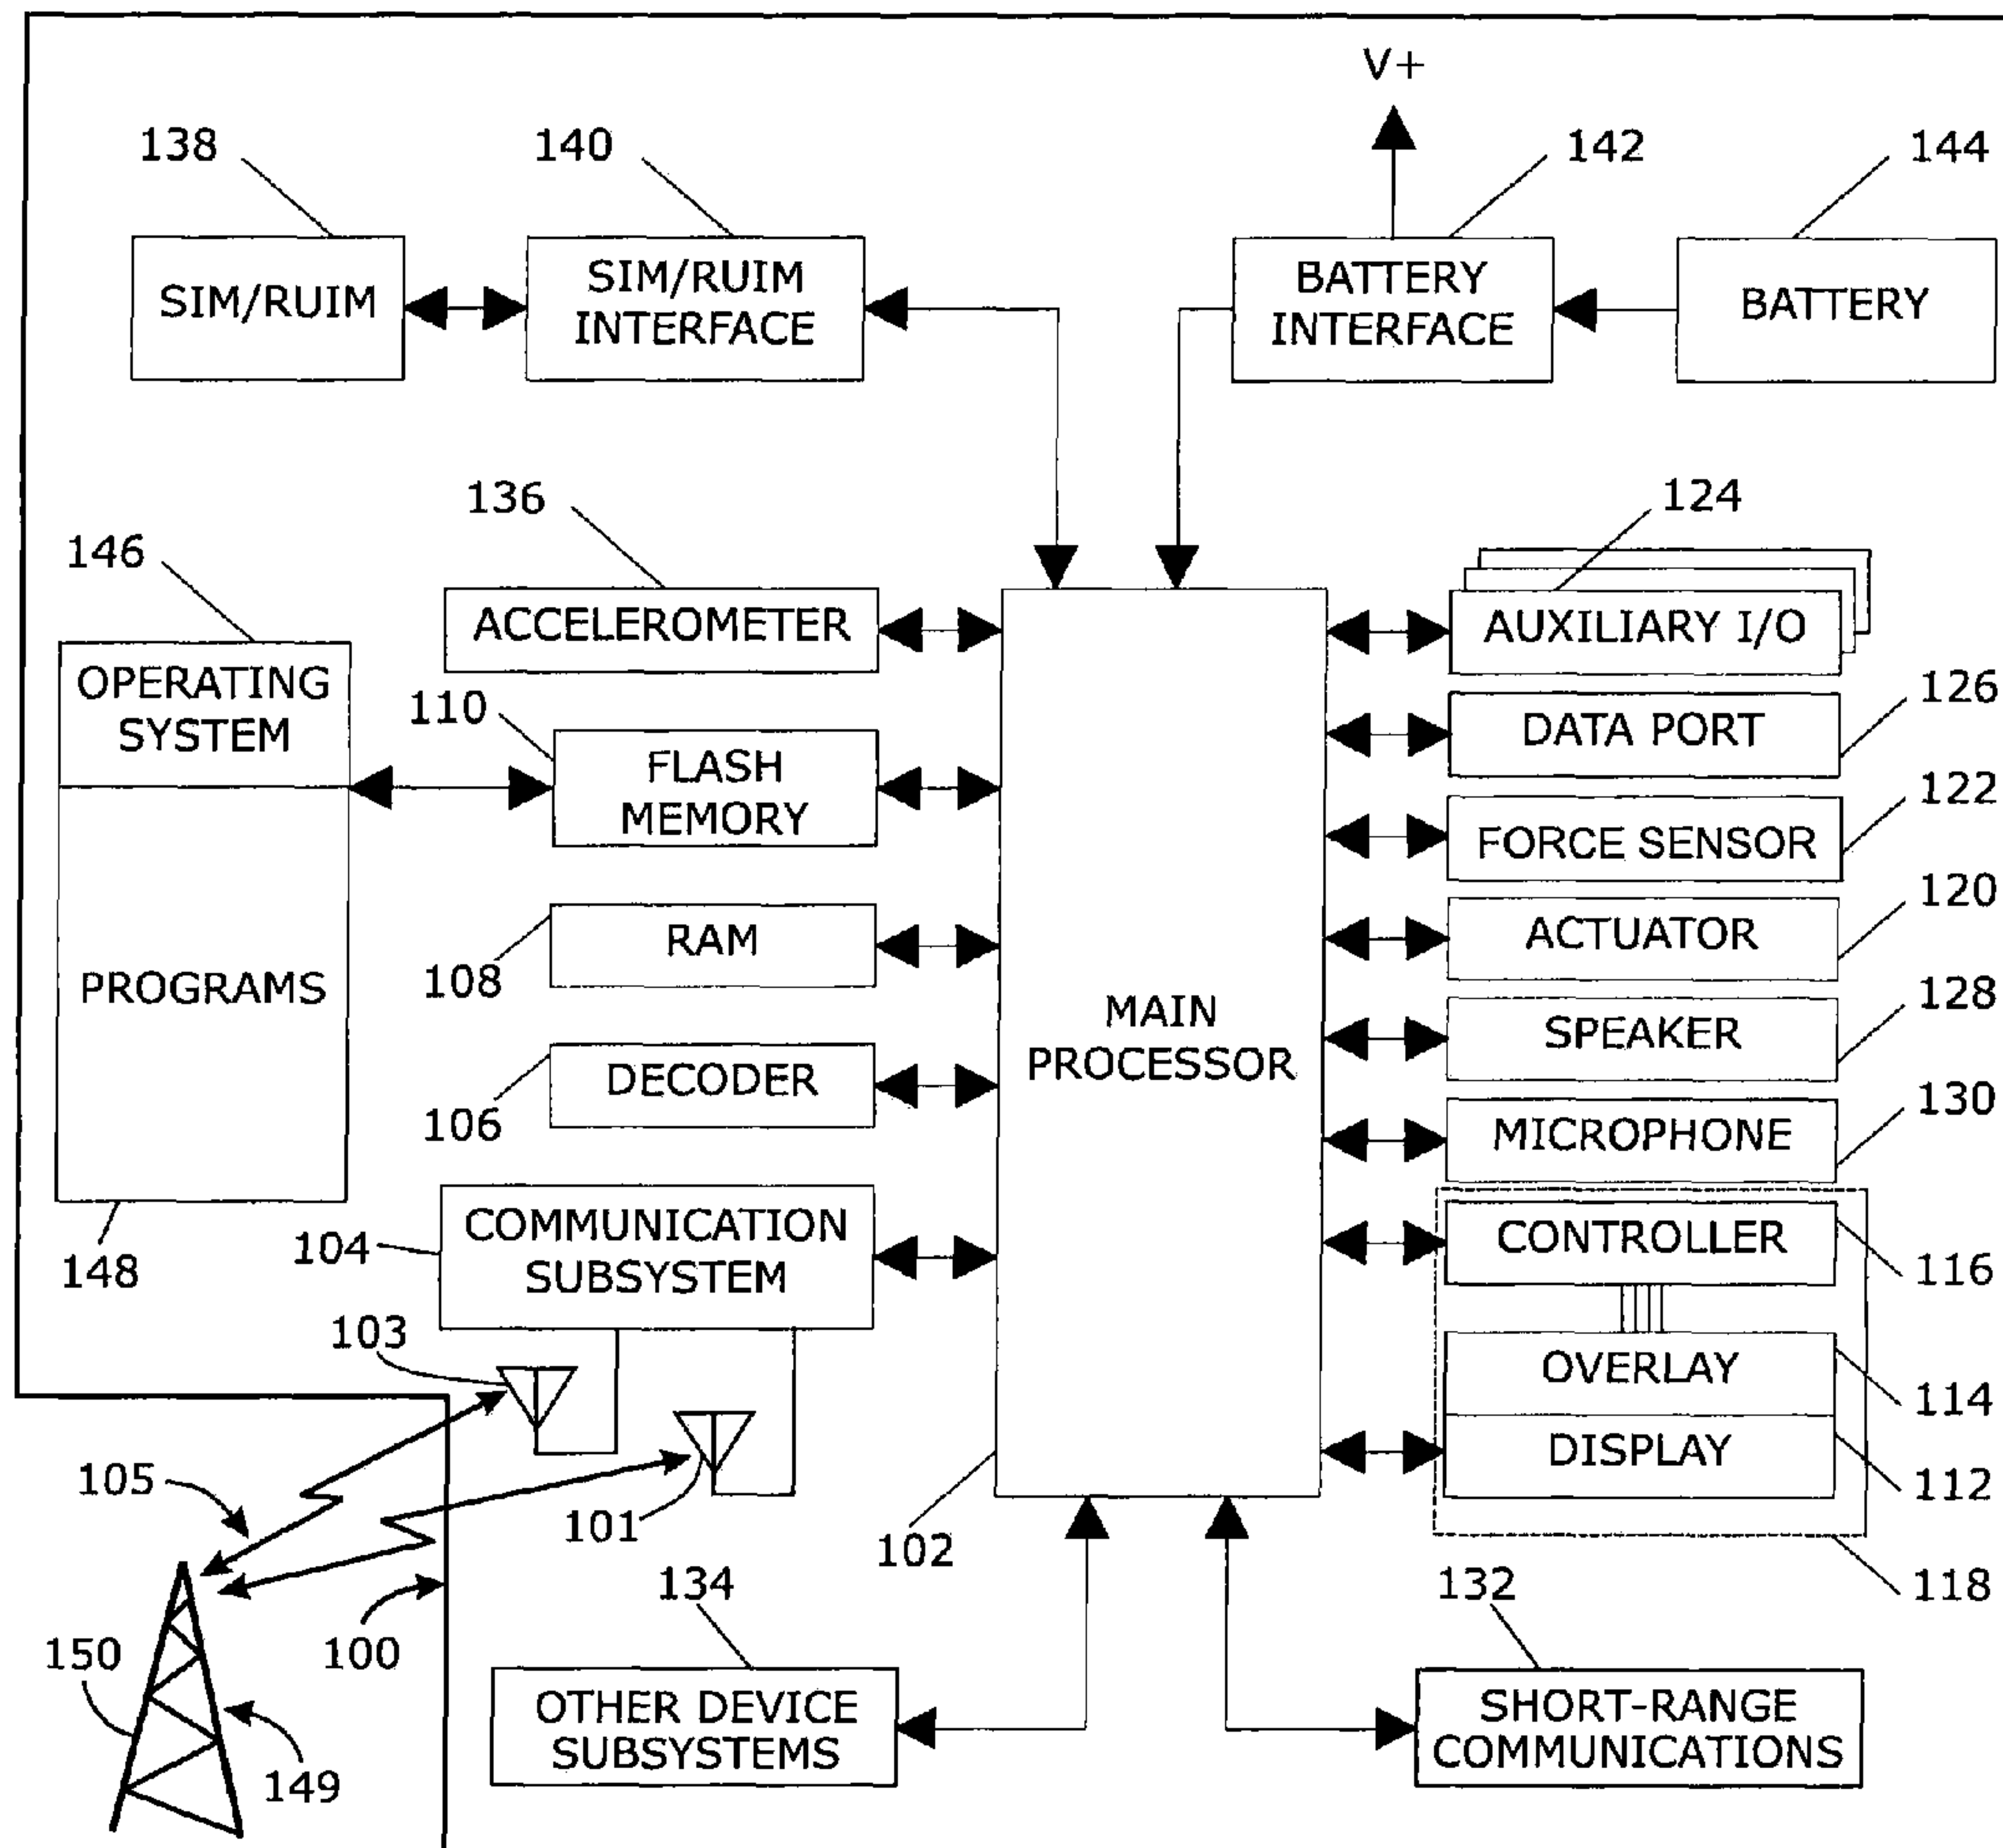 V+
138
140
142
144
SIM/RUIM
SIM/RUIM
INTERFACE
BATTERY
INTERFACE
BATTERY
136
124
146
ACCELEROMETER
AUXILIARY I/O
OPERATING
SYSTEM
110
126
FLASH
MEMORY
DATA PORT
122
FORCE SENSOR
120
RAM
ACTUATOR
108
PROGRAMS
MAIN
PROCESSOR
128
SPEAKER
DECODER
106
130
MICROPHONE
148
104
COMMUNICATION
SUBSYSTEM
CONTROLLER
116
103
OVERLAY
114
DISPLAY
112
105
101
102
118
134
132
150
100
149
OTHER DEVICE
SUBSYSTEMS
SHORT-RANGE
COMMUNICATIONS